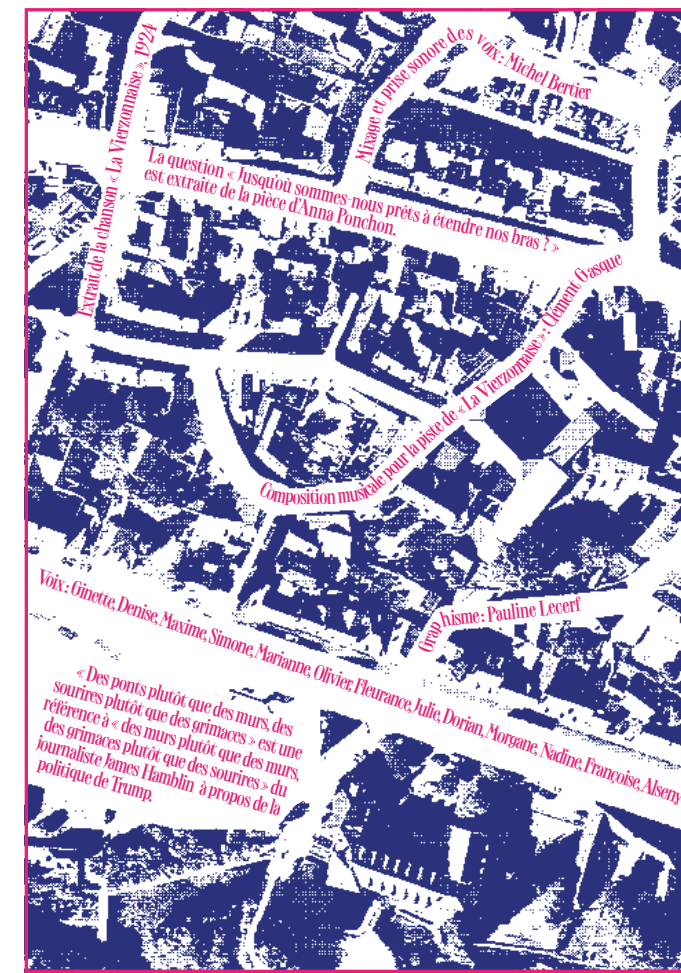 Extrait de la chanson « La Vierzonnaise », 1924
Mixage et prise sonore des voix : Michel Bertier
La question « Jusqu'où sommes-nous prêts à étendre nos bras ? »
est extraite de la pièce d'Anna Ponchon.
Composition musicale pour la piste de «La Vierzonnaise» : Clément Gasque
Graphisme : Pauline Lecerf
Voix : Ginette, Denise, Maxime, Simone, Marianne, Olivier, Fleurance, Julie, Dorian, Morgane, Nadine, Françoise, Alseny
« Des ponts plutôt que des murs, des
sourires plutôt que des grimaces » est une
référence à « des murs plutôt que des murs,
des grimaces plutôt que des sourires » du
journaliste James Hamblin à propos de la
politique de Trump.